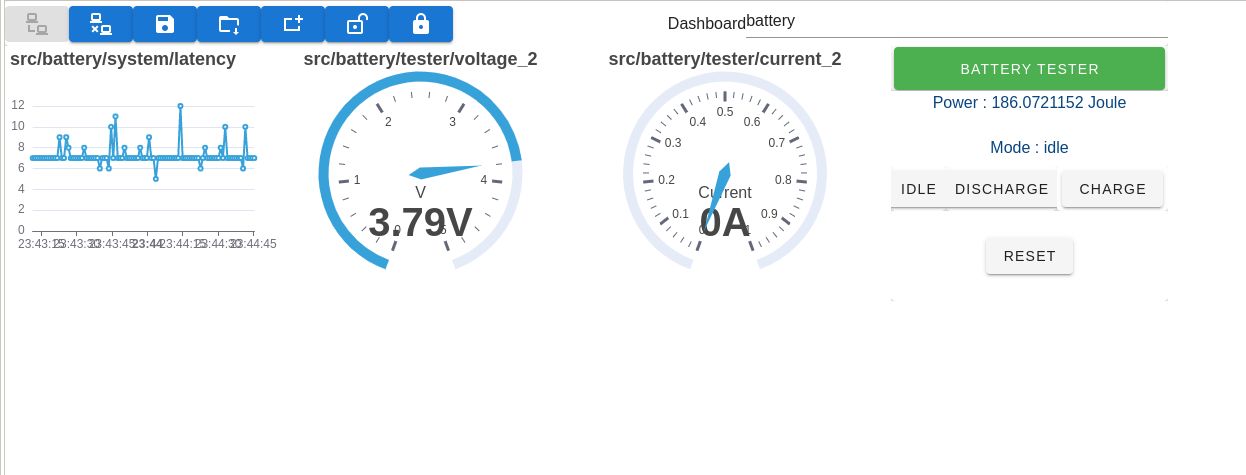 Dashboard battery
src/battery/system/latency
12
10
8
6
4
2
0
23:43:15 23:43:30 23:43:45 23:44 23:44:15 23:44:30 23:44:45
src/battery/tester/voltage_2
0 1 2 3 4 5
V
3.79V
src/battery/tester/current_2
0 0.1 0.2 0.3 0.4 0.5 0.6 0.7 0.8 0.9 1
Current
0A
BATTERY TESTER
Power : 186.0721152 Joule
Mode : idle
IDLE DISCHARGE CHARGE
RESET